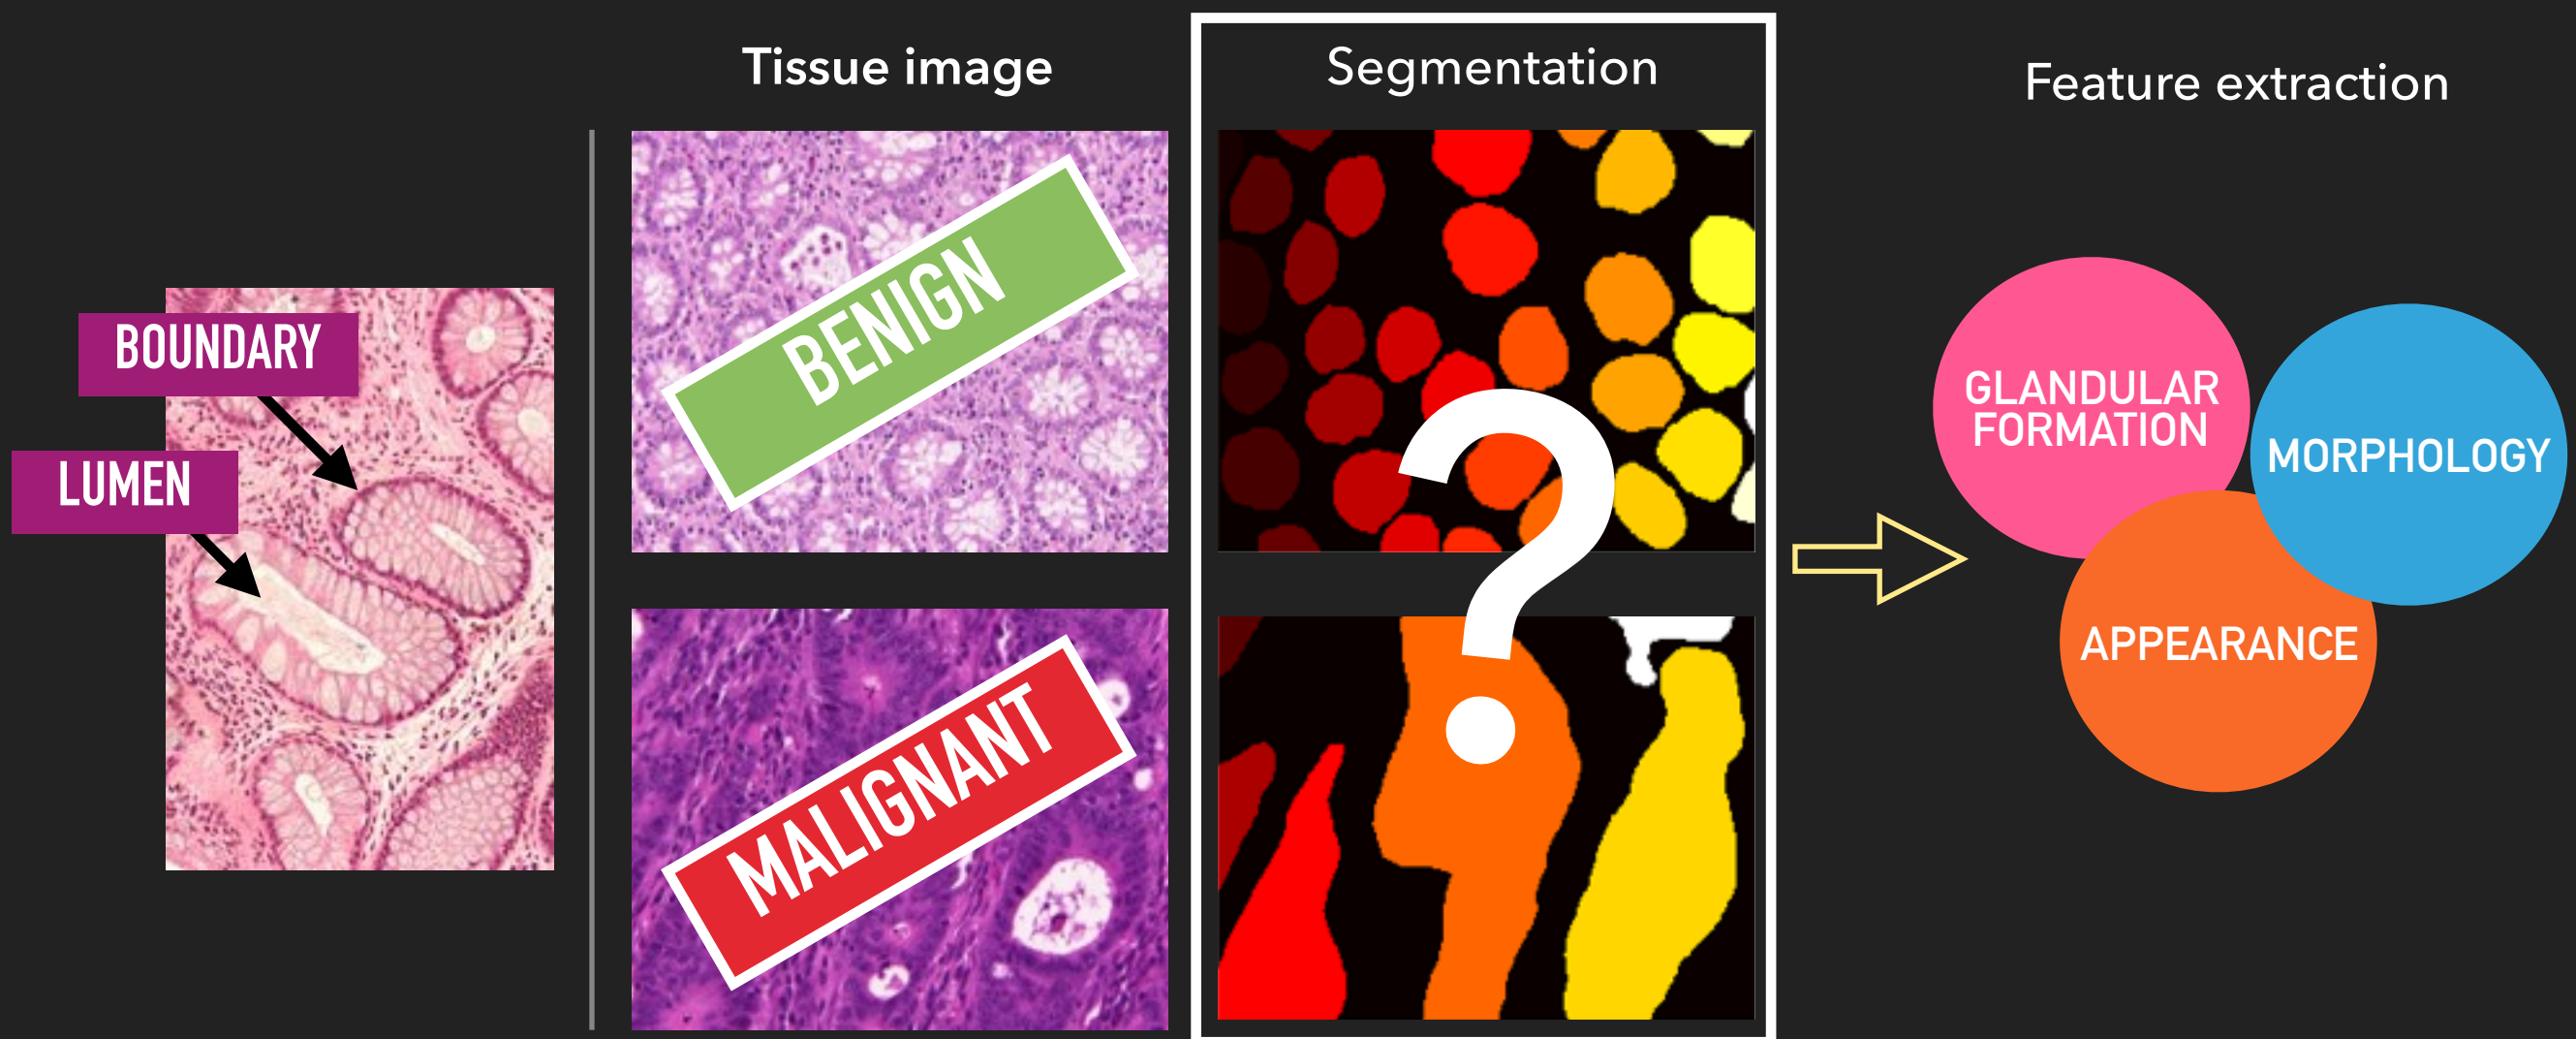 Tissue image
Segmentation
Feature extraction
BOUNDARY
LUMEN
BENIGN
MALIGNANT
?
GLANDULAR
FORMATION
MORPHOLOGY
APPEARANCE